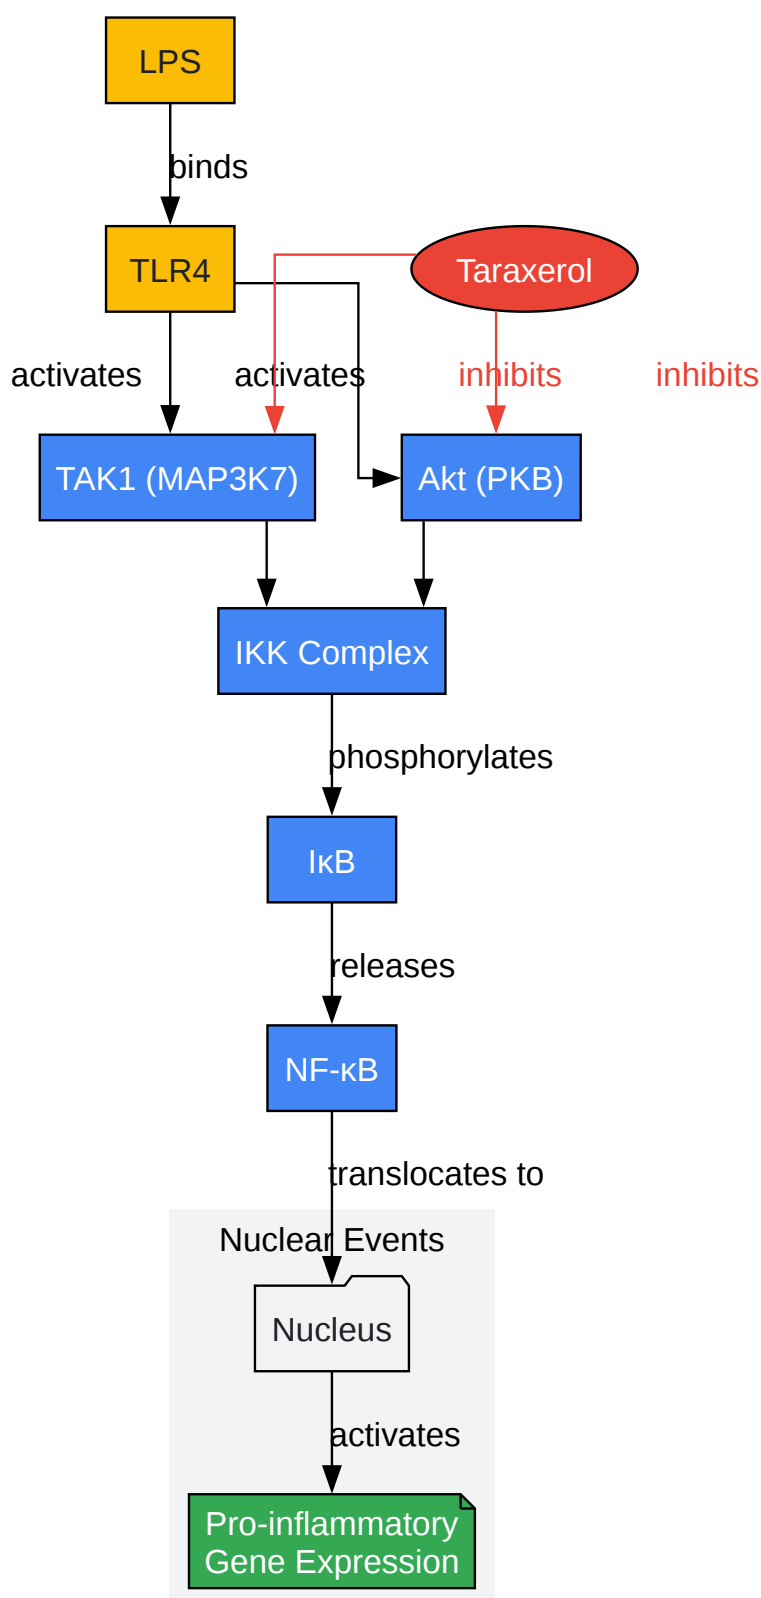 LPS
binds
TLR4
Taraxerol
activates
activates
inhibits
inhibits
TAK1 (MAP3K7)
Akt (PKB)
IKK Complex
phosphorylates
IκB
releases
NF-κB
translocates to
Nuclear Events
Nucleus
activates
Pro-inflammatory
Gene Expression